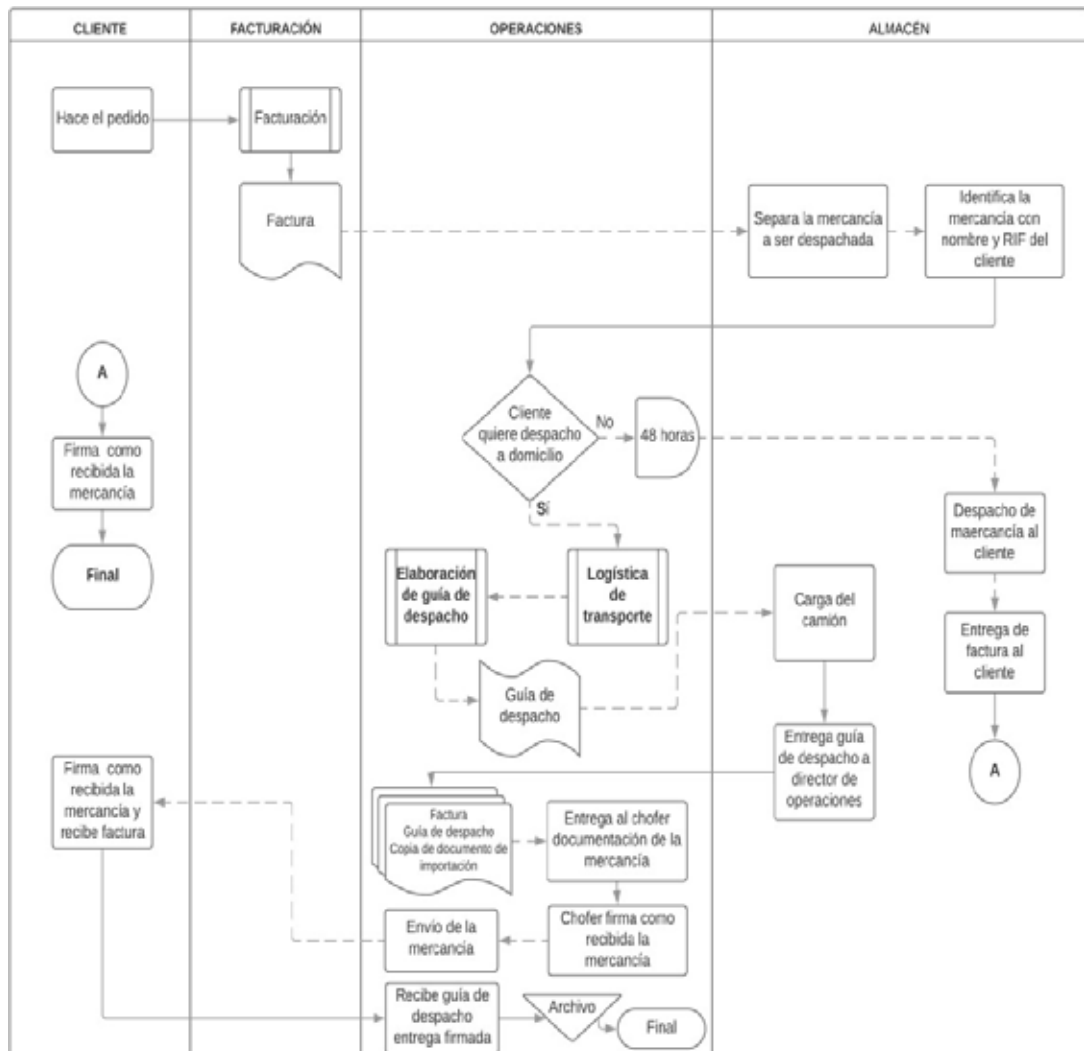 CLIENTE
FACTURACIÓN
OPERACIONES
ALMACÉN
Hace el pedido
Facturación
Factura
Separa la mercancía
a ser despachada
Identifica la
mercancía con
nombre y RIF del
cliente
A
Firma como
recibida la
mercancía
Final
Cliente
quiere despacho
a domicilio
No
48 horas
Sí
Despacho de
maercancía al
cliente
Elaboración
de guía de
despacho
Logística
de
transporte
Carga del
camión
Entrega de
factura al
cliente
Guía de
despacho
A
Entrega guía
de despacho a
director de
operaciones
Firma como
recibida la
mercancía y
recibe factura
Factura
Guía de despacho
Copia de documento de
importación
Entrega al chofer
documentación de la
mercancía
Envío de la
mercancía
Chofer firma como
recibida la
mercancía
Recibe guía de
despacho
entrega firmada
Archivo
Final